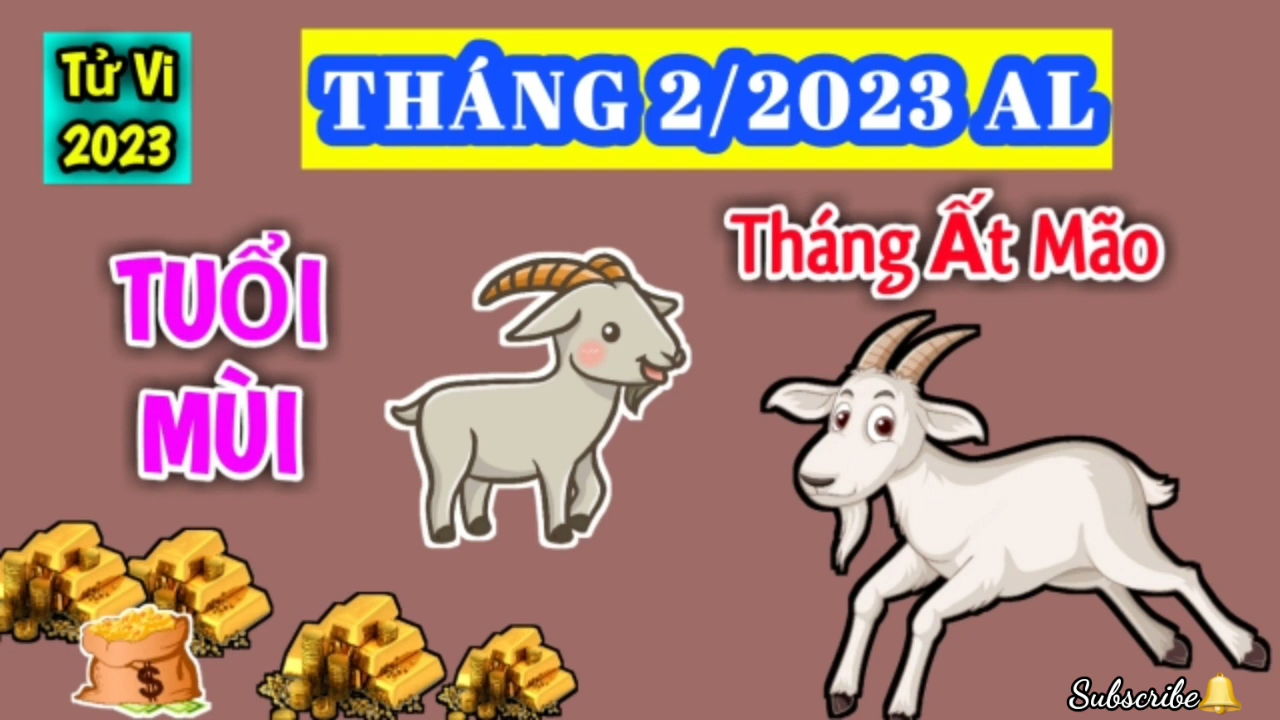 Tử Vi
2023
THÁNG 2/2023 AL
Tháng Ất Mão
TUỔI
MÙI
Subscribe